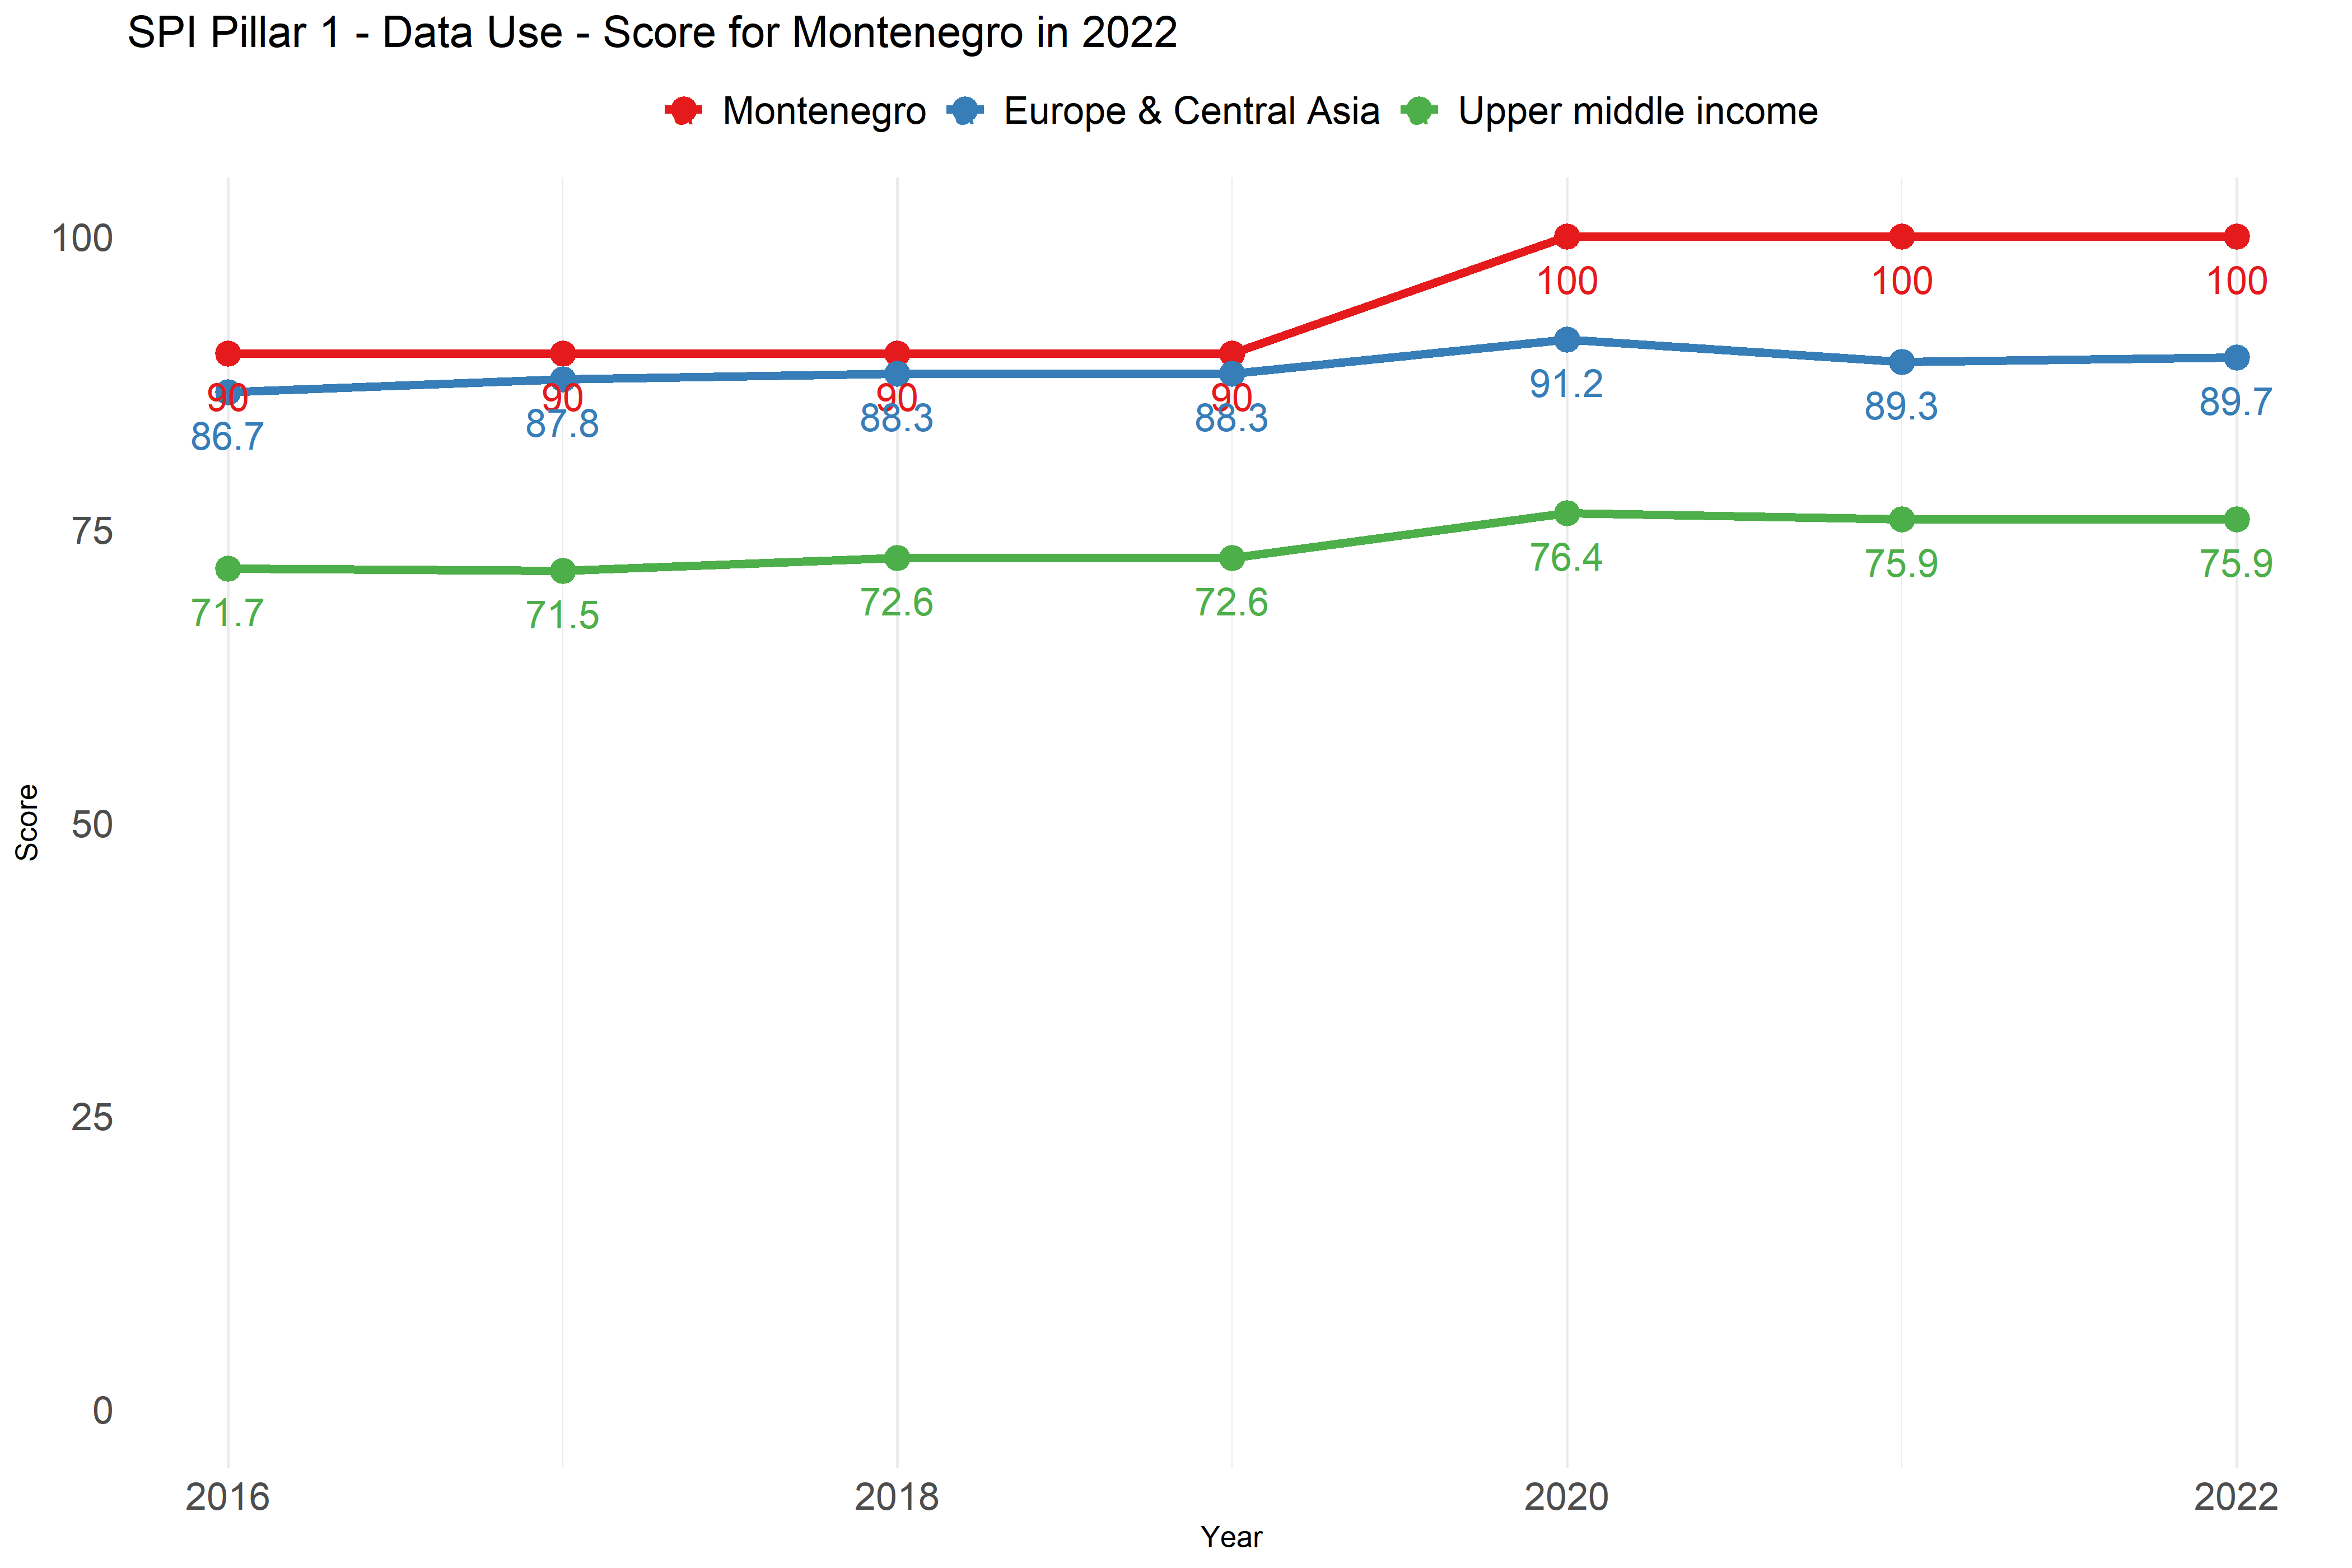 SPI Pillar 1 - Data Use - Score for Montenegro in 2022
Montenegro Europe & Central Asia Upper middle income
100
75
50
25
0
Score
90 90 90 90 100 100 100
86.7 87.8 88.3 88.3 91.2 89.3 89.7
71.7 71.5 72.6 72.6 76.4 75.9 75.9
2016 2018 2020 2022
Year